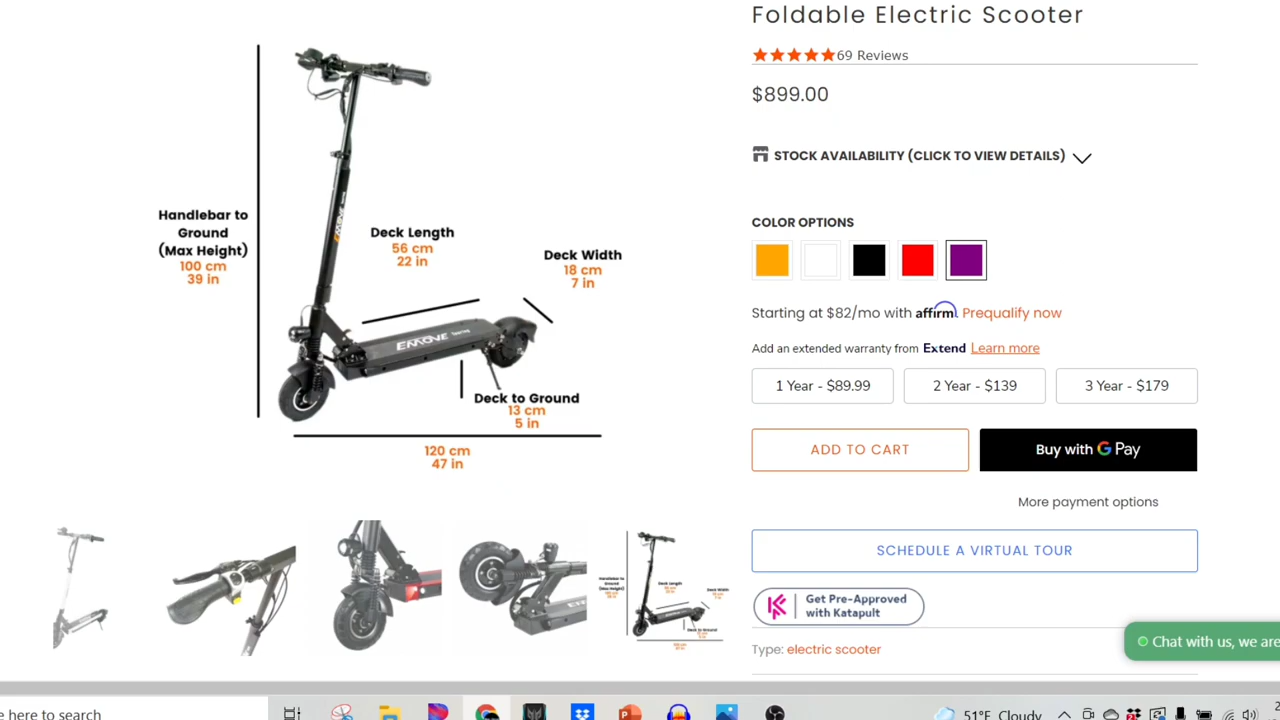 Foldable Electric Scooter
69 Reviews
$899.00
STOCK AVAILABILITY (CLICK TO VIEW DETAILS)
COLOR OPTIONS
Starting at $82/mo with affirm. Prequalify now
Add an extended warranty from Extend Learn more
1 Year - $89.99
2 Year - $139
3 Year - $179
ADD TO CART
Buy with G Pay
More payment options
SCHEDULE A VIRTUAL TOUR
Get Pre-Approved
with Katapult
Type: electric scooter
Chat with us, we are
Handlebar to
Ground
(Max Height)
100 cm
39 in
Deck Length
56 cm
22 in
Deck Width
18 cm
7 in
EMOVE Touring
Deck to Ground
13 cm
5 in
120 cm
47 in
e here to search
51°F Cloudy